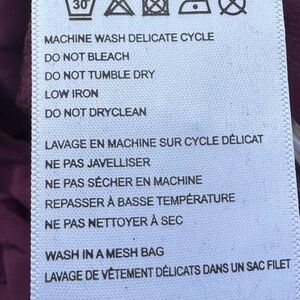 30
MACHINE WASH DELICATE CYCLE
DO NOT BLEACH
DO NOT TUMBLE DRY
LOW IRON
DO NOT DRYCLEAN
LAVAGE EN MACHINE SUR CYCLE DÉLICAT
NE PAS JAVELLISER
NE PAS SÉCHER EN MACHINE
REPASSER À BASSE TEMPÉRATURE
NE PAS NETTOYER À SEC
WASH IN A MESH BAG
LAVAGE DE VÊTEMENT DÉLICATS DANS UN SAC FILET